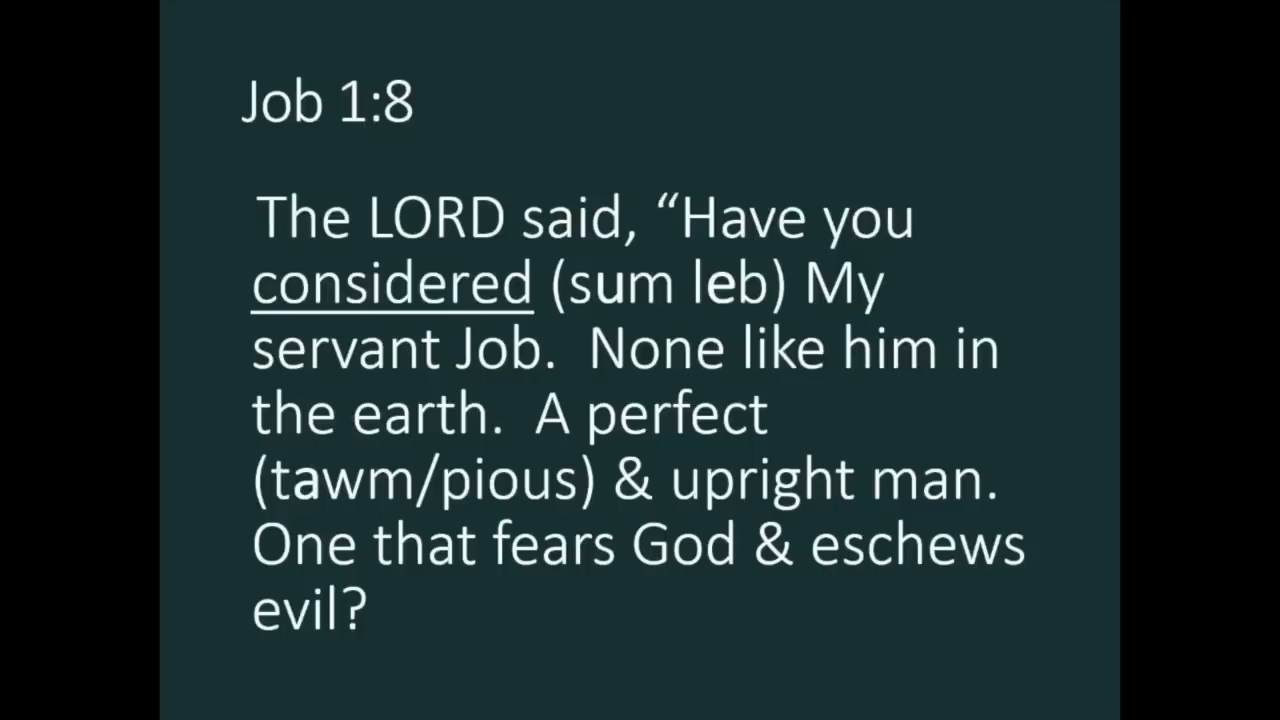 Job 1:8
The LORD said, “Have you
considered (sum leb) My
servant Job.  None like him in
the earth.  A perfect
(tawm/pious) & upright man.
One that fears God & eschews
evil?